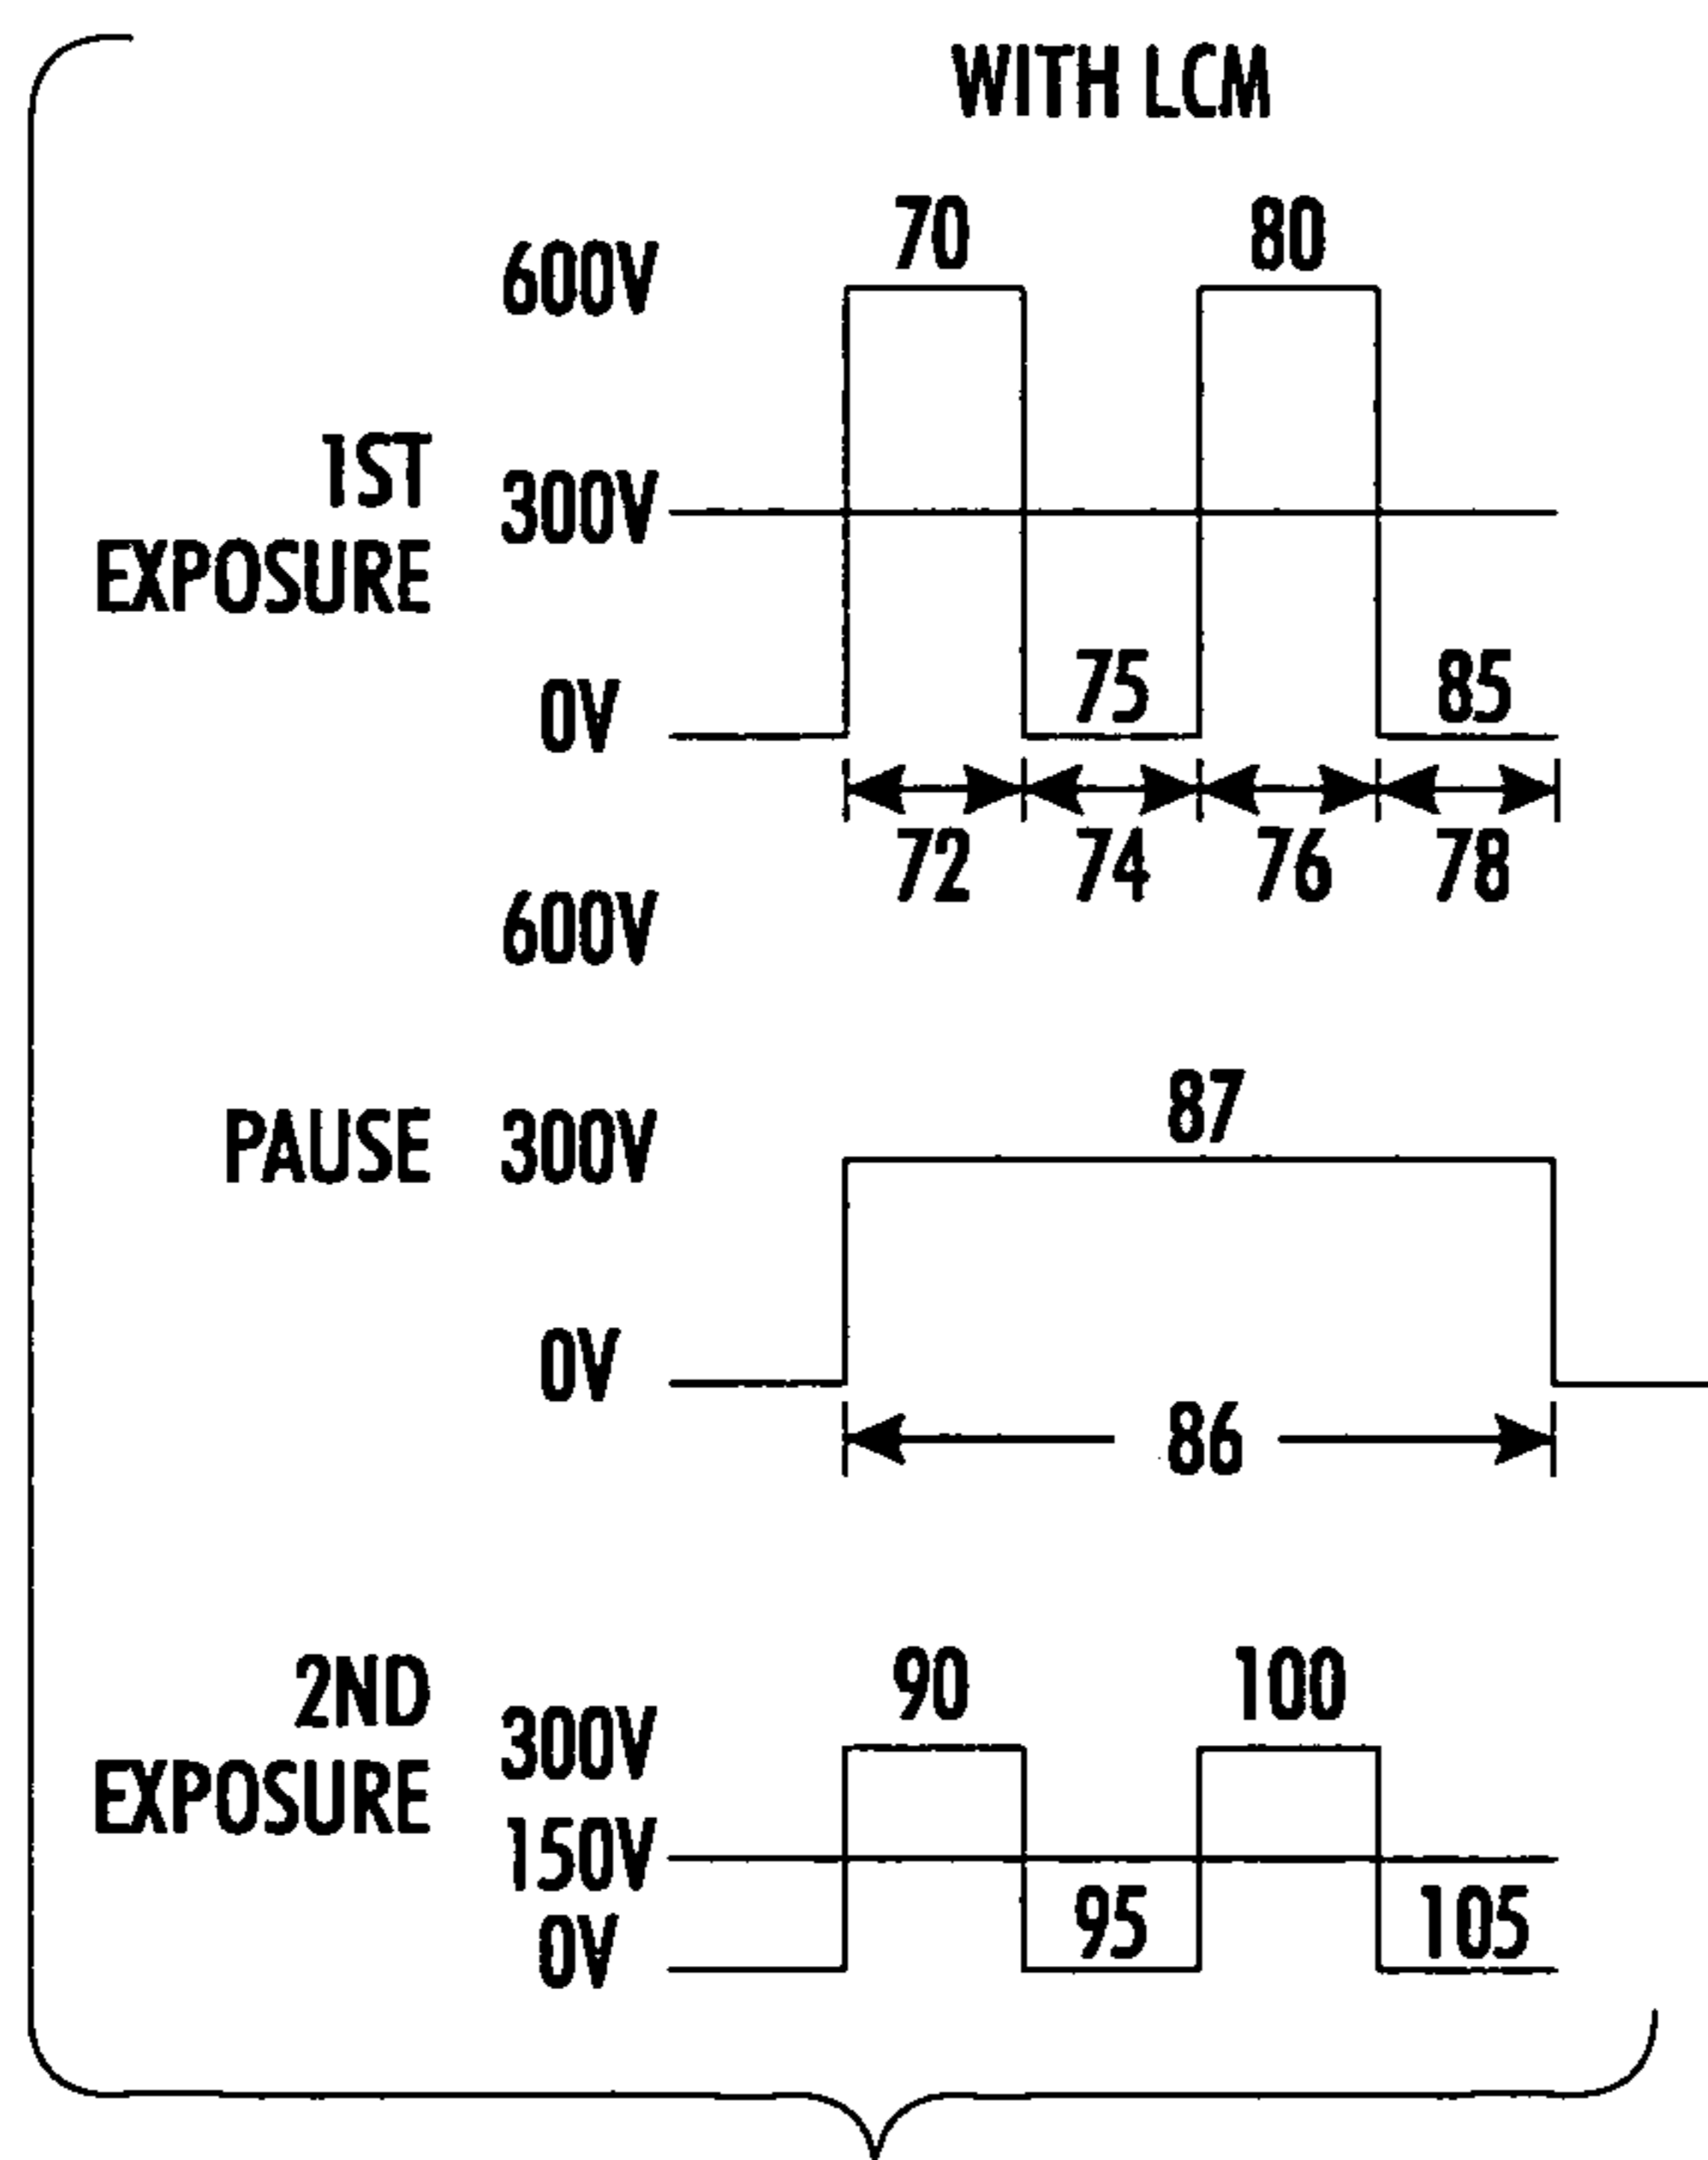 WITH LCM
70 80
600V
1ST
EXPOSURE
300V
0V
75 85
72 74 76 78
600V
87
PAUSE 300V
0V
86
2ND
EXPOSURE
90 100
300V
150V
0V
95 105